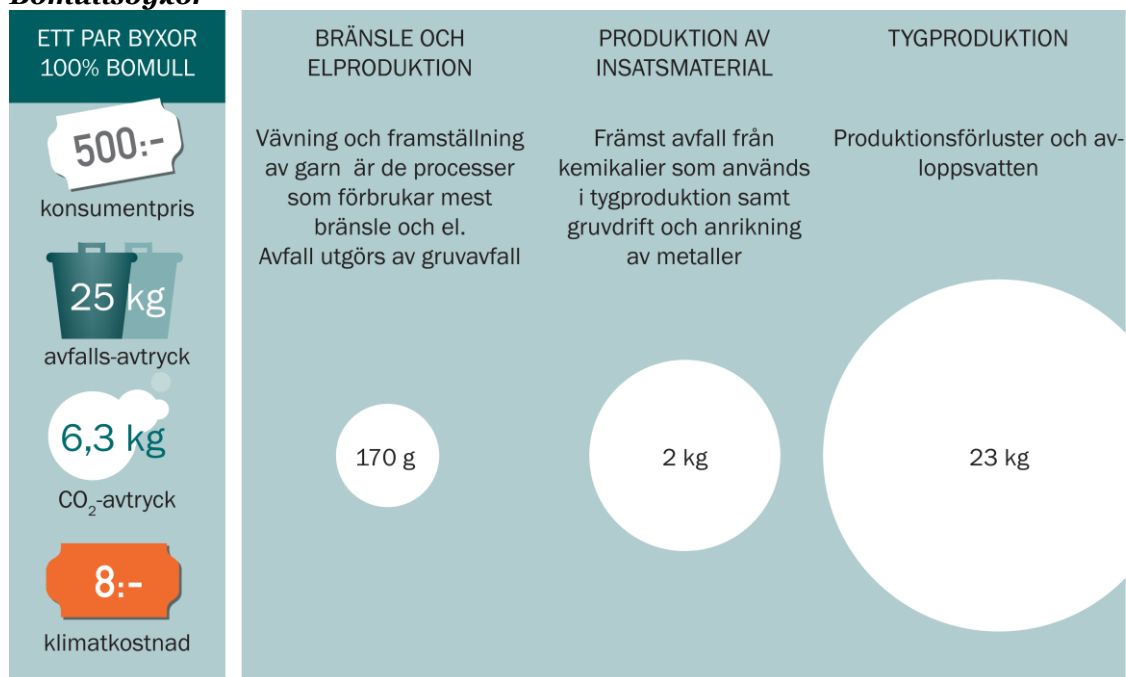 Bomullsbyxor
ETT PAR BYXOR
100% BOMULL
500:-
konsumentpris
25 kg
avfalls-avtryck
6,3 kg
CO₂-avtryck
8:-
klimatkostnad
BRÄNSLE OCH
ELPRODUKTION
Vävning och framställning
av garn är de processer
som förbrukar mest
bränsle och el.
Avfall utgörs av gruvavfall
170 g
PRODUKTION AV
INSATSMATERIAL
Främst avfall från
kemikalier som används
i tygproduktion samt
gruvdrift och anrikning
av metaller
2 kg
TYGPRODUKTION
Produktionsförluster och av-
loppsvatten
23 kg